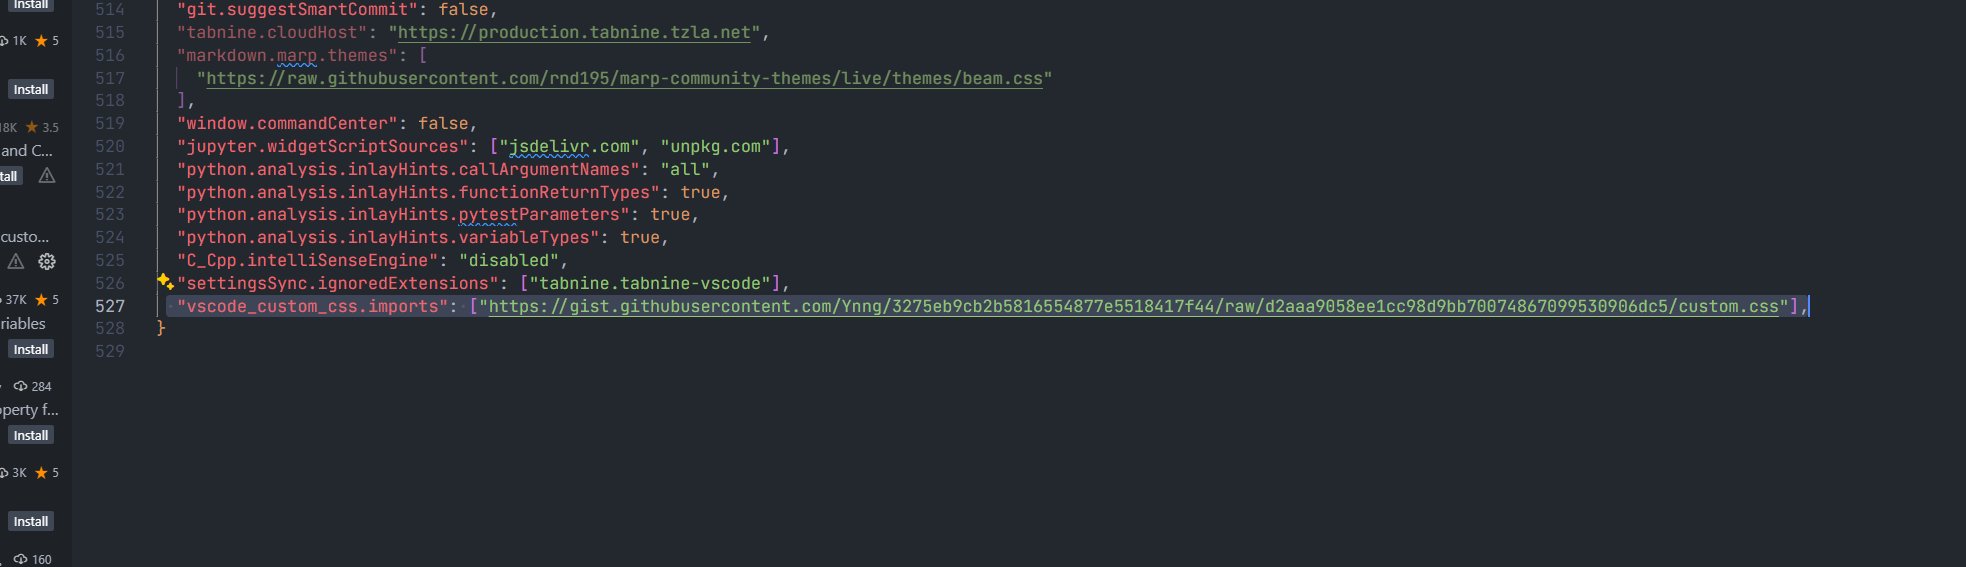 Install
1K ★ 5
Install
18K ★ 3.5
and C...
tall
custo...
37K ★ 5
riables
Install
284
perty f...
Install
3K ★ 5
Install
160
514 "git.suggestSmartCommit": false,
515 "tabnine.cloudHost": "https://production.tabnine.tzla.net",
516 "markdown.marp.themes": [
517 "https://raw.githubusercontent.com/rnd195/marp-community-themes/live/themes/beam.css"
518 ],
519 "window.commandCenter": false,
520 "jupyter.widgetScriptSources": ["jsdelivr.com", "unpkg.com"],
521 "python.analysis.inlayHints.callArgumentNames": "all",
522 "python.analysis.inlayHints.functionReturnTypes": true,
523 "python.analysis.inlayHints.pytestParameters": true,
524 "python.analysis.inlayHints.variableTypes": true,
525 "C_Cpp.intelliSenseEngine": "disabled",
526 "settingsSync.ignoredExtensions": ["tabnine.tabnine-vscode"],
527 "vscode_custom_css.imports": ["https://gist.githubusercontent.com/Ynng/3275eb9cb2b5816554877e5518417f44/raw/d2aaa9058ee1cc98d9bb70074867099530906dc5/custom.css"],
528 }
529